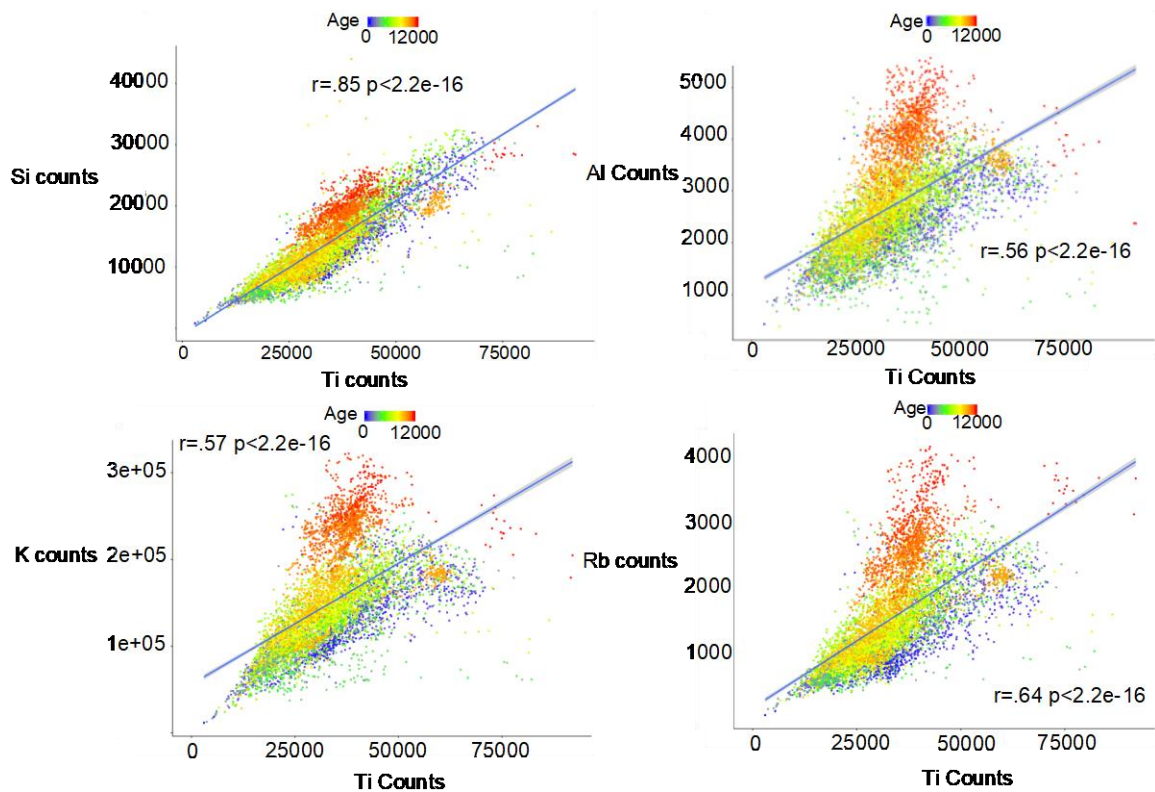 Age
0 12000
r=.85 p<2.2e-16
40000
30000
Si counts
20000
10000
0 25000 50000 75000
Ti counts
Age
0 12000
5000
4000
Al Counts
3000
2000
r=.56 p<2.2e-16
1000
25000 50000 75000
Ti Counts
Age
0 12000
r=.57 p<2.2e-16
3e+05
K counts
2e+05
1e+05
0 25000 50000 75000
Ti Counts
Age
0 12000
4000
3000
Rb counts
2000
1000
r=.64 p<2.2e-16
0 25000 50000 75000
Ti Counts